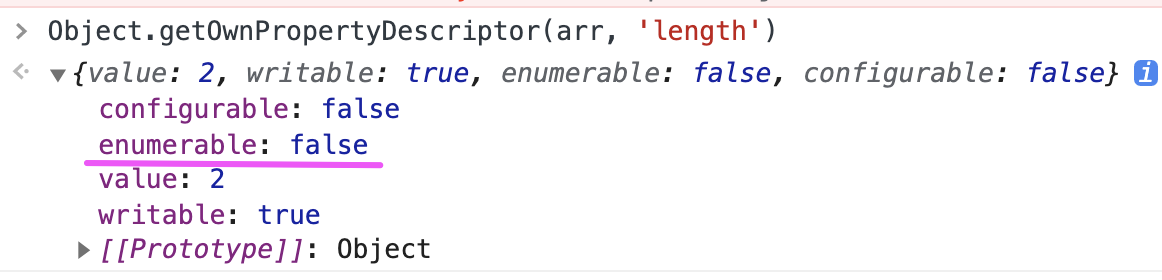 > Object.getOwnPropertyDescriptor(arr, 'length')
{value: 2, writable: true, enumerable: false, configurable: false} i
configurable: false
enumerable: false
value: 2
writable: true
[[Prototype]]: Object